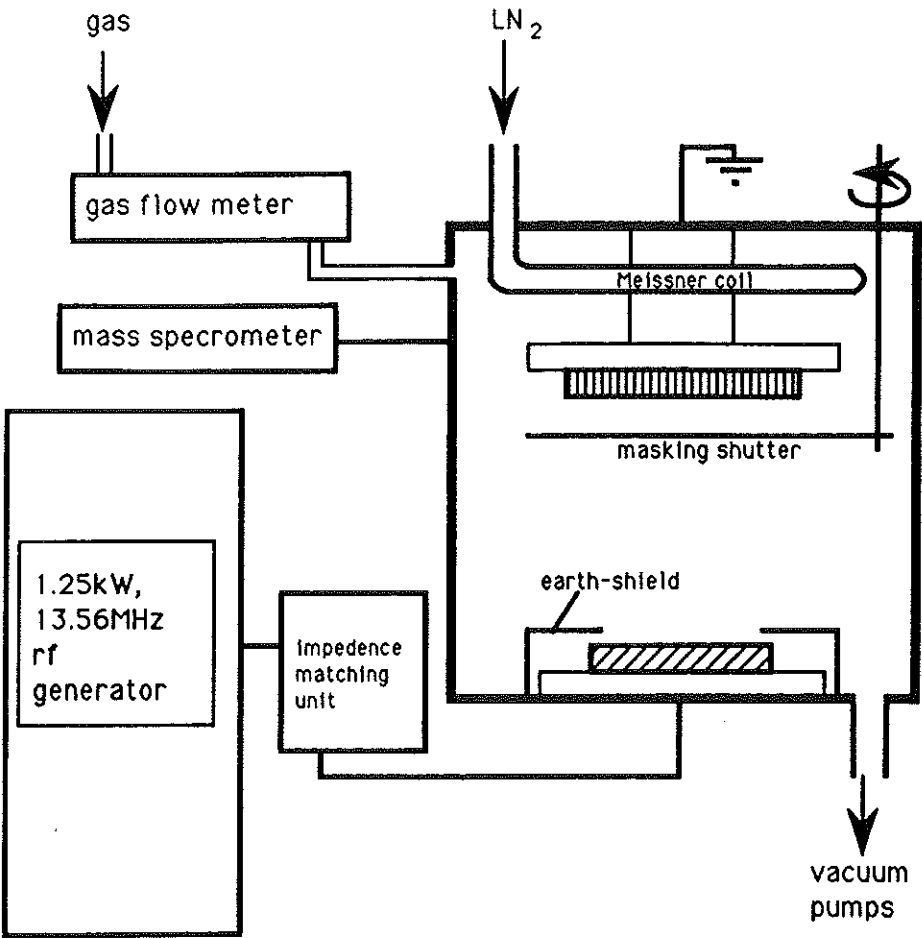 gas
LN2
gas flow meter
Meissner coil
mass specrometer
masking shutter
earth-shield
1.25kW,
13.56MHz
rf
generator
impedence
matching
unit
vacuum
pumps